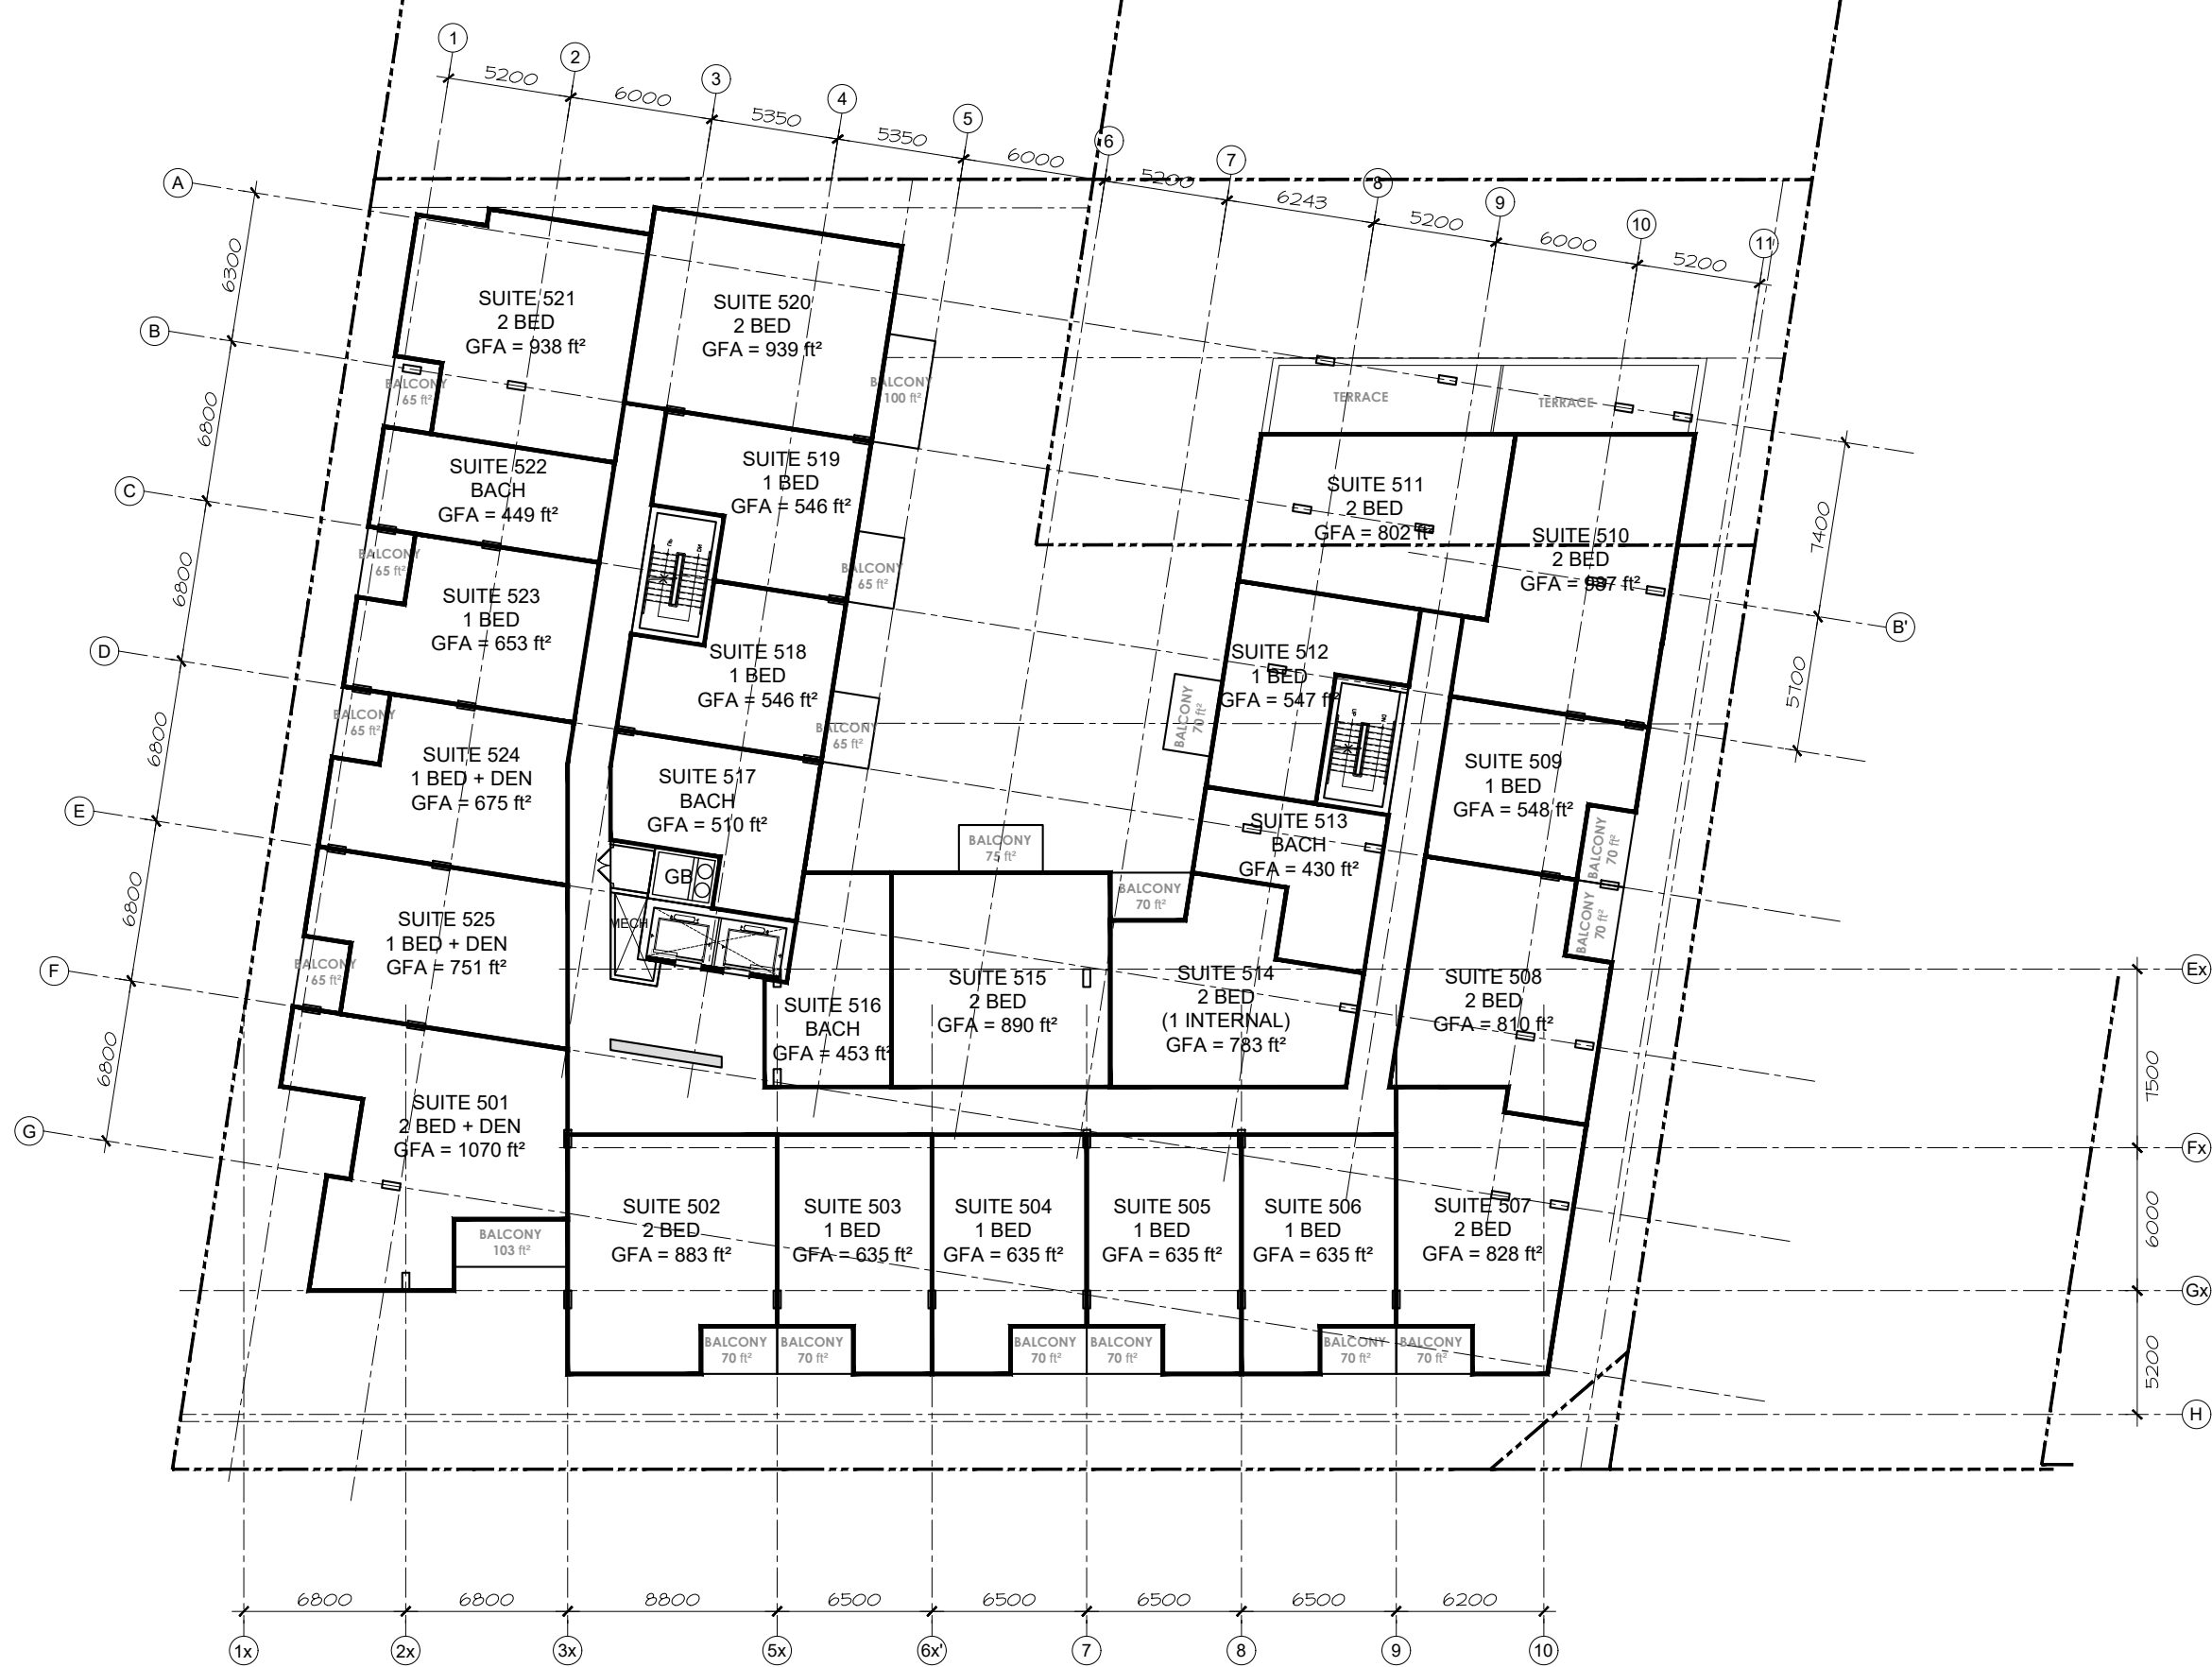 1
2
3
4
5
6
7
8
9
10
11
5200
6000
5350
5350
6000
5200
6243
5200
6000
5200
A
B
C
D
E
F
G
6300
6800
6800
6800
6800
6800
SUITE 521
2 BED
GFA = 938 ft²
BALCONY
65 ft²
SUITE 520
2 BED
GFA = 939 ft²
BALCONY
100 ft²
SUITE 522
BACH
GFA = 449 ft²
SUITE 519
1 BED
GFA = 546 ft²
BALCONY
65 ft²
BALCONY
65 ft²
SUITE 523
1 BED
GFA = 653 ft²
SUITE 518
1 BED
GFA = 546 ft²
BALCONY
65 ft²
BALCONY
65 ft²
SUITE 524
1 BED + DEN
GFA = 675 ft²
SUITE 517
BACH
GFA = 510 ft²
GB
MECH
SUITE 525
1 BED + DEN
GFA = 751 ft²
BALCONY
65 ft²
SUITE 501
2 BED + DEN
GFA = 1070 ft²
BALCONY
103 ft²
TERRACE
TERRACE
SUITE 511
2 BED
GFA = 802 ft²
SUITE 510
2 BED
GFA = 987 ft²
7400
B'
5700
SUITE 512
1 BED
GFA = 547 ft²
BALCONY
70 ft²
SUITE 509
1 BED
GFA = 548 ft²
BALCONY
70 ft²
BALCONY
70 ft²
SUITE 513
BACH
GFA = 430 ft²
BALCONY
75 ft²
BALCONY
70 ft²
SUITE 516
BACH
GFA = 453 ft²
SUITE 515
2 BED
GFA = 890 ft²
SUITE 514
2 BED
(1 INTERNAL)
GFA = 783 ft²
SUITE 508
2 BED
GFA = 810 ft²
SUITE 502
2 BED
GFA = 883 ft²
SUITE 503
1 BED
GFA = 635 ft²
SUITE 504
1 BED
GFA = 635 ft²
SUITE 505
1 BED
GFA = 635 ft²
SUITE 506
1 BED
GFA = 635 ft²
SUITE 507
2 BED
GFA = 828 ft²
BALCONY
70 ft²
BALCONY
70 ft²
BALCONY
70 ft²
BALCONY
70 ft²
BALCONY
70 ft²
BALCONY
70 ft²
Ex
7500
Fx
6000
Gx
5200
H
6800
6800
8800
6500
6500
6500
6500
6200
1x
2x
3x
5x
6x'
7
8
9
10